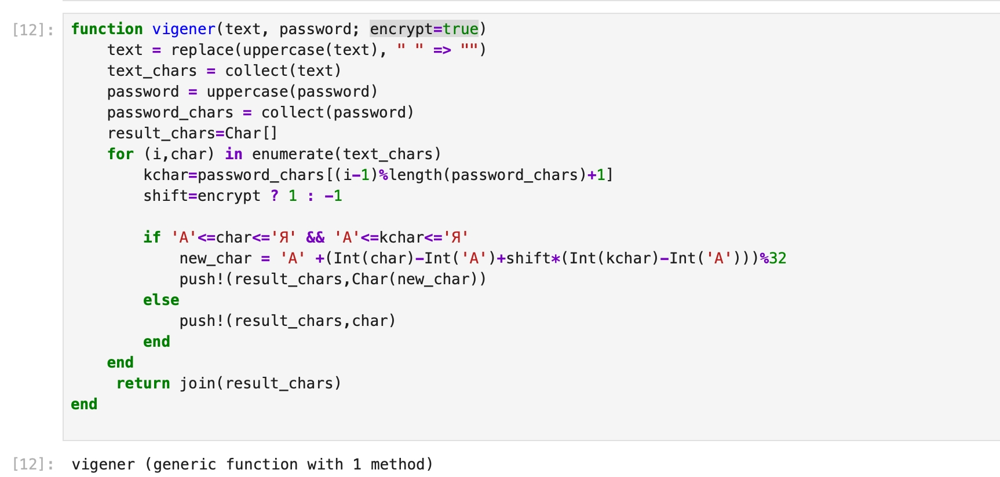 [12]: function vigener(text, password; encrypt=true)
    text = replace(uppercase(text), " " => "")
    text_chars = collect(text)
    password = uppercase(password)
    password_chars = collect(password)
    result_chars=Char[]
    for (i,char) in enumerate(text_chars)
        kchar=password_chars[(i-1)%length(password_chars)+1]
        shift=encrypt ? 1 : -1
        if 'А'<=char<='Я' && 'А'<=kchar<='Я'
            new_char = 'А' +(Int(char)-Int('А')+shift*(Int(kchar)-Int('А')))%32
            push!(result_chars,Char(new_char))
        else
            push!(result_chars,char)
        end
    end
     return join(result_chars)
end
[12]: vigener (generic function with 1 method)